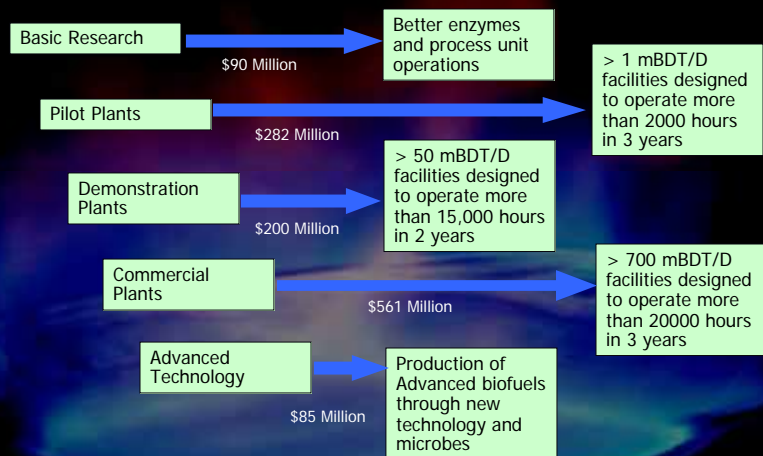 Basic Research
$90 Million
Better enzymes
and process unit
operations
Pilot Plants
$282 Million
> 1 mBDT/D
facilities designed
to operate more
than 2000 hours
in 3 years
Demonstration
Plants
$200 Million
> 50 mBDT/D
facilities designed
to operate more
than 15,000 hours
in 2 years
Commercial
Plants
$561 Million
> 700 mBDT/D
facilities designed
to operate more
than 20000 hours
in 3 years
Advanced
Technology
$85 Million
Production of
Advanced biofuels
through new
technology and
microbes